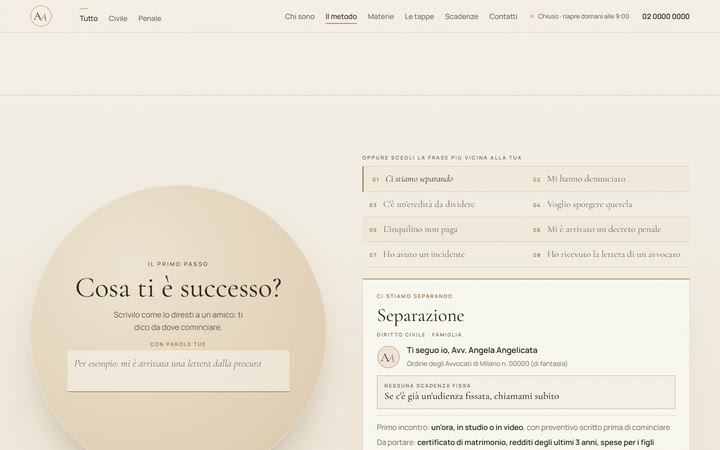 AA
Tutto Civile Penale
Chi sono Il metodo Materie Le tappe Scadenze Contatti
Chiuso · riapre domani alle 9:00
02 0000 0000
IL PRIMO PASSO
Cosa ti è successo?
Scrivilo come lo diresti a un amico: ti
dico da dove cominciare.
CON PAROLE TUE
Per esempio: mi è arrivata una lettera dalla procura
OPPURE SCEGLI LA FRASE PIÙ VICINA ALLA TUA
01 Ci stiamo separando
02 Mi hanno denunciato
03 C'è un'eredità da dividere
04 Voglio sporgere querela
05 L'inquilino non paga
06 Mi è arrivato un decreto penale
07 Ho avuto un incidente
08 Ho ricevuto la lettera di un avvocato
CI STIAMO SEPARANDO
Separazione
DIRITTO CIVILE · FAMIGLIA
AA
Ti seguo io, Avv. Angela Angelicata
Ordine degli Avvocati di Milano n. 00000 (di fantasia)
NESSUNA SCADENZA FISSA
Se c'è già un'udienza fissata, chiamami subito
Primo incontro: un'ora, in studio o in video, con preventivo scritto prima di cominciare
Da portare: certificato di matrimonio, redditi degli ultimi 3 anni, spese per i figli